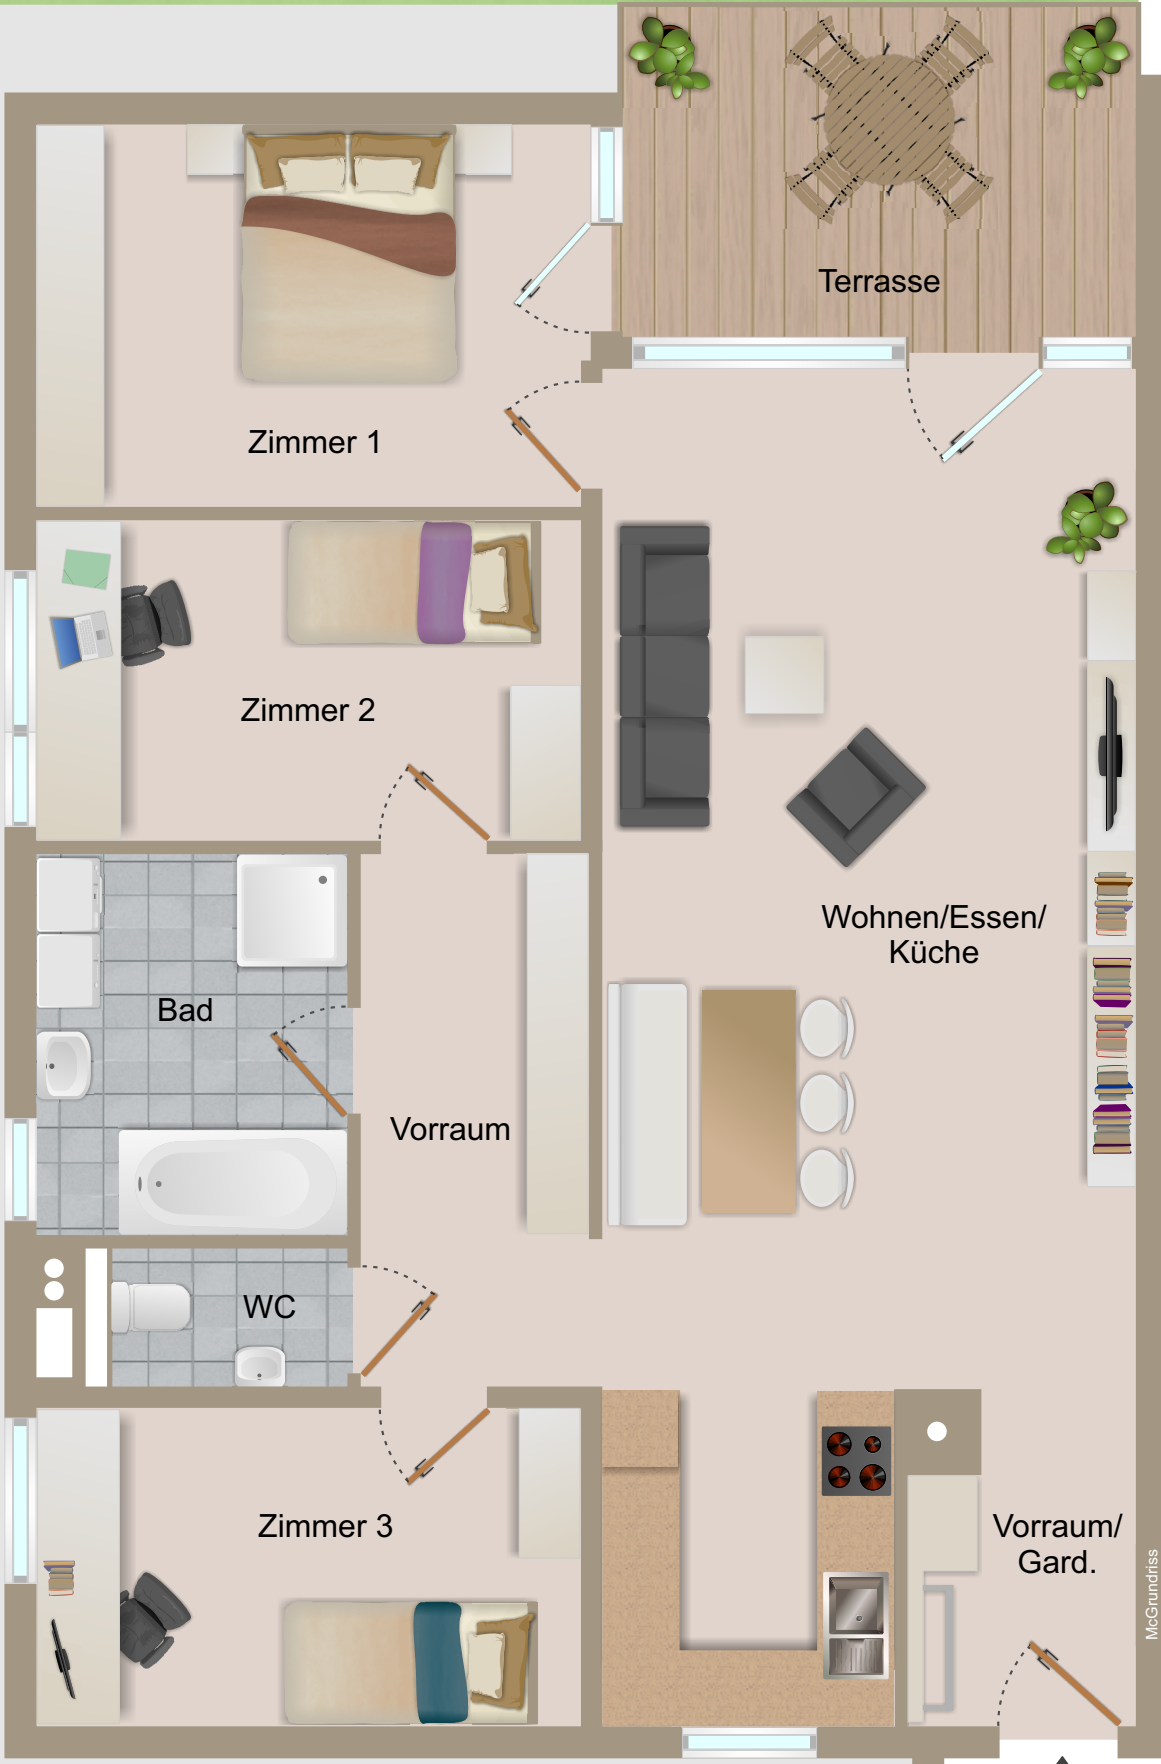 Terrasse
Zimmer 1
Zimmer 2
Wohnen/Essen/
Küche
Bad
Vorraum
WC
Zimmer 3
Vorraum/
Gard.
McGrundriss